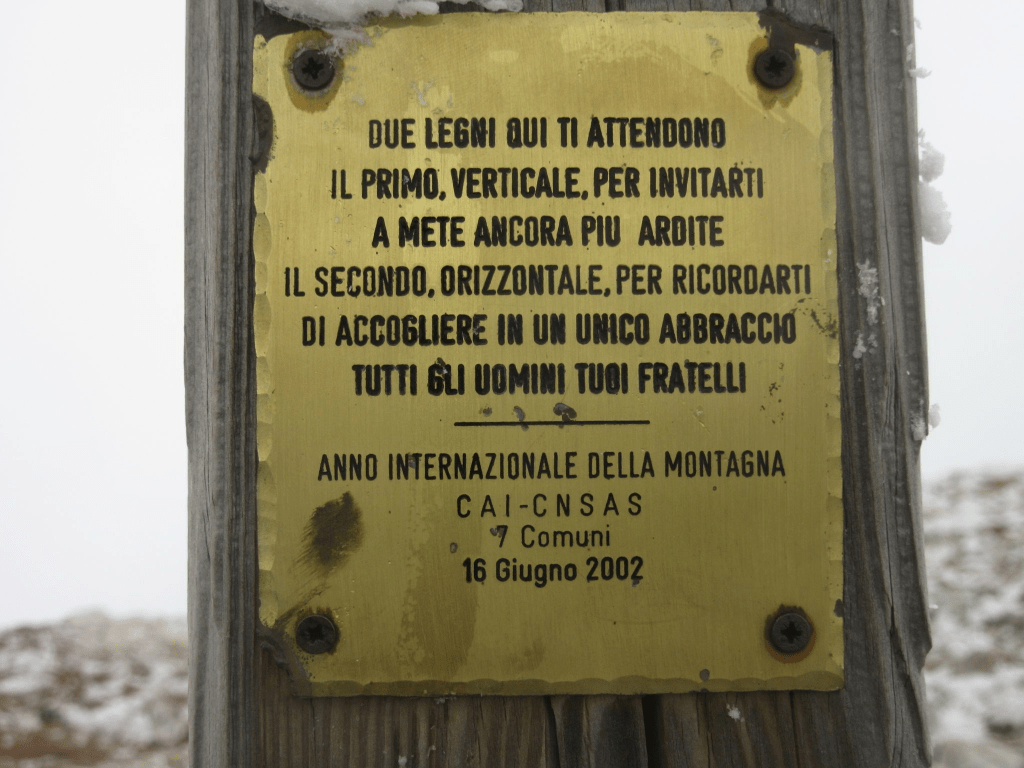 DUE LEGNI QUI TI ATTENDONO
IL PRIMO, VERTICALE, PER INVITARTI
A METE ANCORA PIU ARDITE
IL SECONDO, ORIZZONTALE, PER RICORDARTI
DI ACCOGLIERE IN UN UNICO ABBRACCIO
TUTTI GLI UOMINI TUOI FRATELLI
ANNO INTERNAZIONALE DELLA MONTAGNA
CAI-CNSAS
7 Comuni
16 Giugno 2002